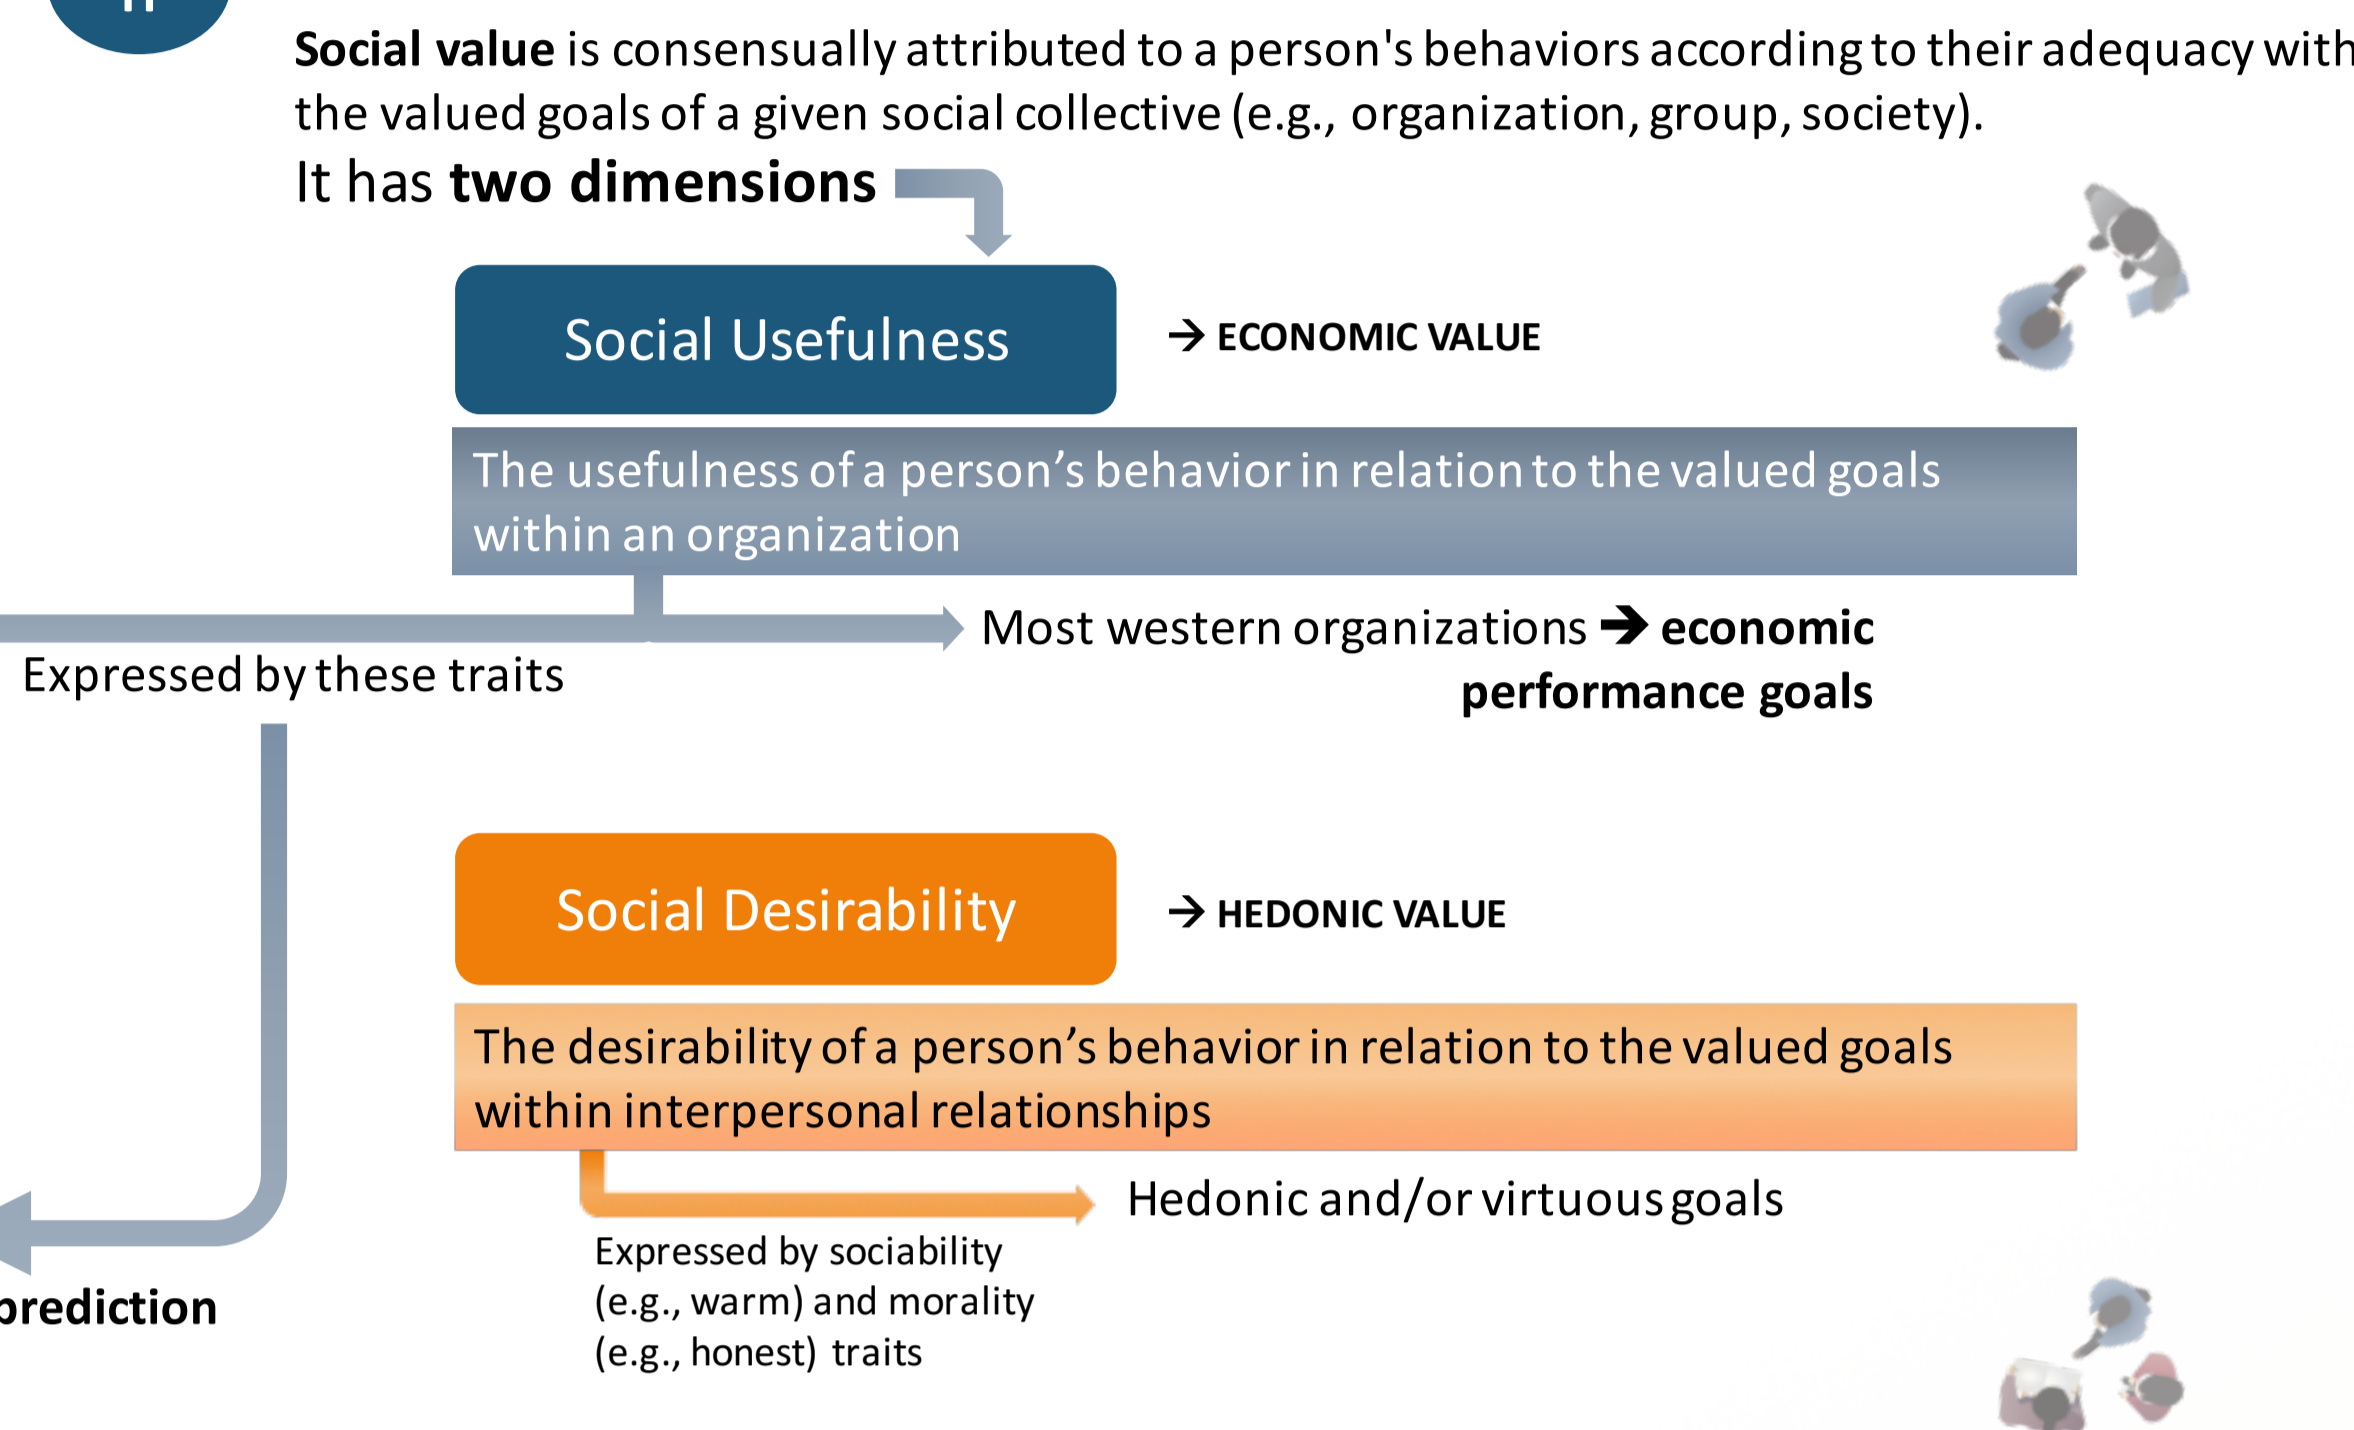 Social value is consensually attributed to a person's behaviors according to their adequacy with
the valued goals of a given social collective (e.g., organization, group, society).
It has two dimensions
Social Usefulness
→ ECONOMIC VALUE
The usefulness of a person’s behavior in relation to the valued goals
within an organization
Most western organizations → economic
performance goals
Expressed by these traits
Social Desirability
→ HEDONIC VALUE
The desirability of a person’s behavior in relation to the valued goals
within interpersonal relationships
Hedonic and/or virtuous goals
Expressed by sociability
(e.g., warm) and morality
(e.g., honest) traits
prediction